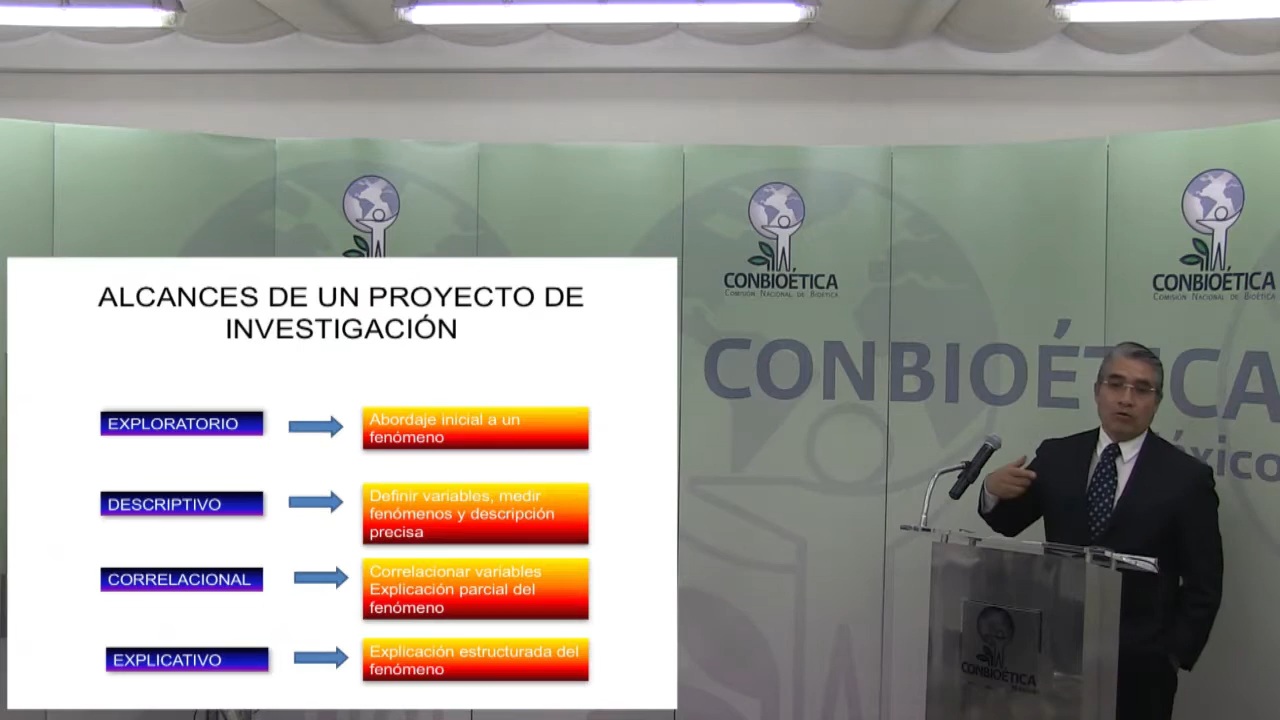 ALCANCES DE UN PROYECTO DE
INVESTIGACIÓN
EXPLORATORIO
Abordaje inicial a un
fenómeno
DESCRIPTIVO
Definir variables, medir
fenómenos y descripción
precisa
CORRELACIONAL
Correlacionar variables
Explicación parcial del
fenómeno
EXPLICATIVO
Explicación estructurada del
fenómeno
CONBIOÉTICA
COMISIÓN NACIONAL DE BIOÉTICA
CONBIOÉTICA
COMISIÓN NACIONAL DE BIOÉTICA
CONBIOÉTICA
México
CONBIOÉTICA